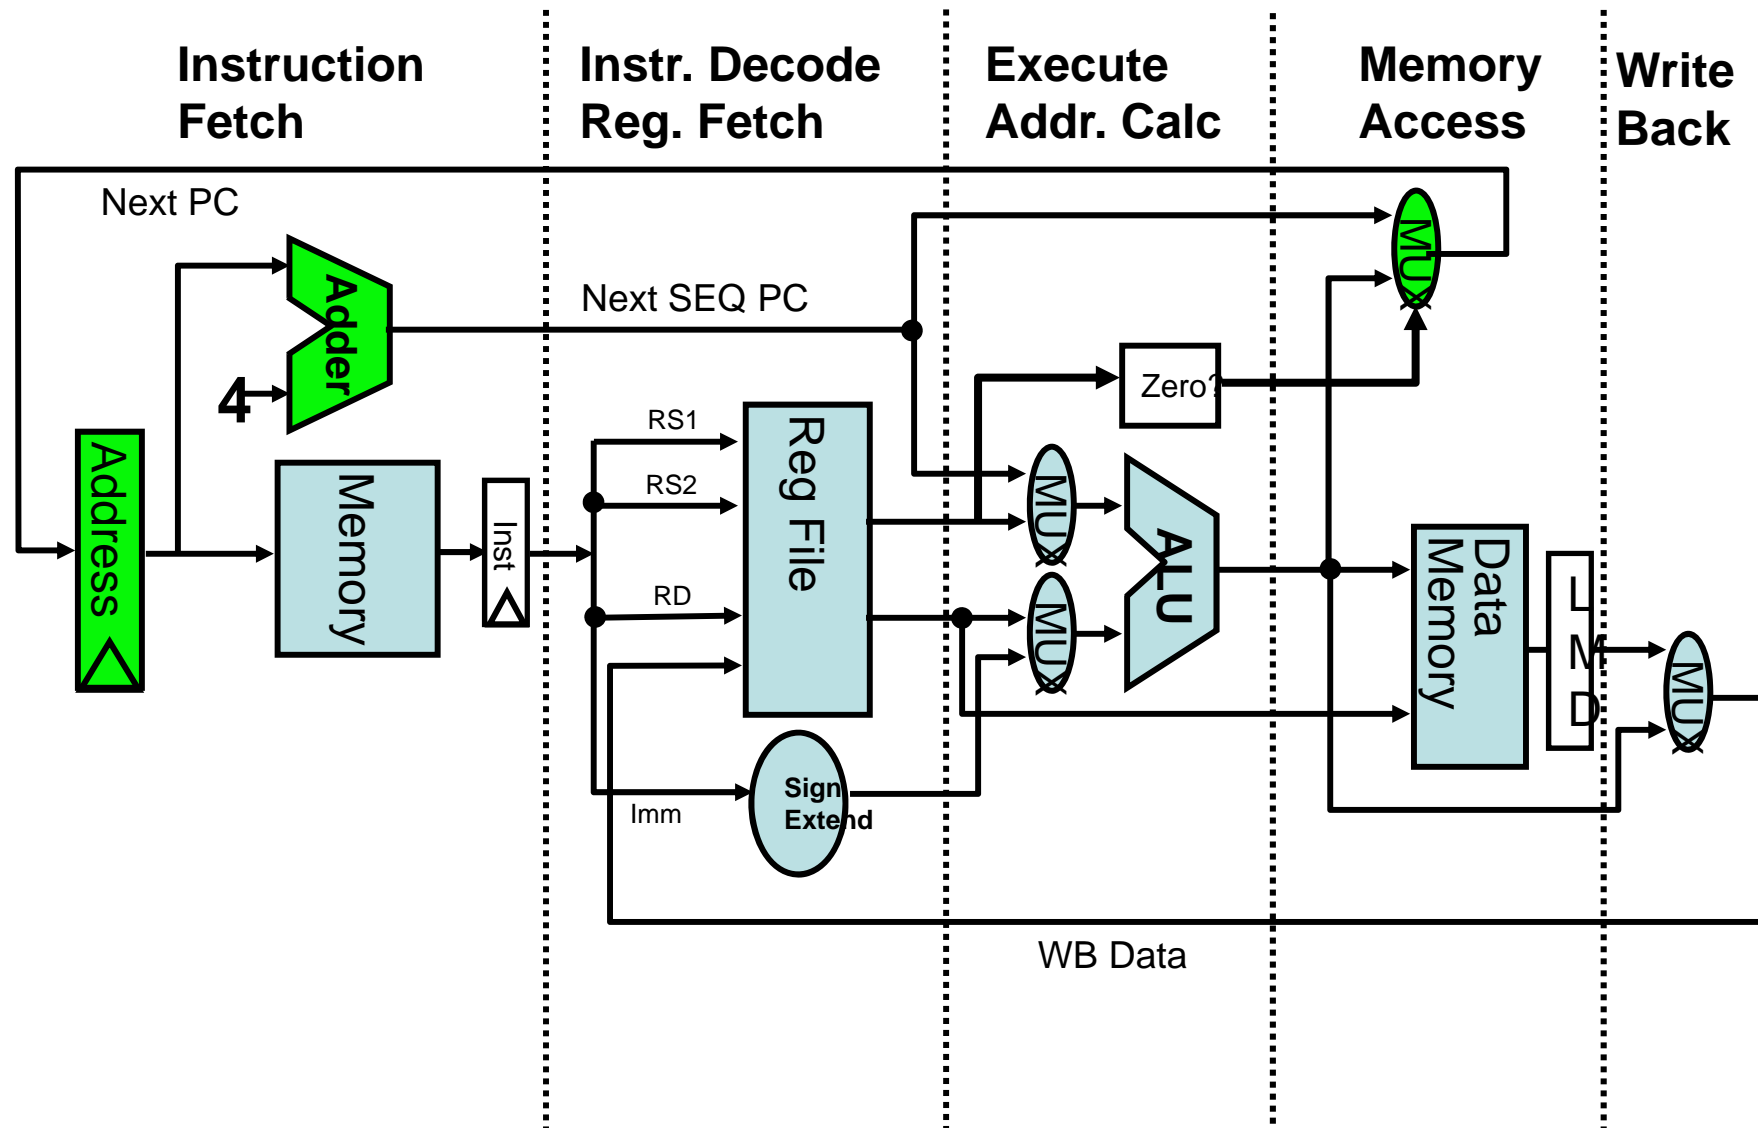 Instruction
Fetch
Instr. Decode
Reg. Fetch
Execute
Addr. Calc
Memory
Access
Write
Back
Next PC
Adder
4
Next SEQ PC
MUX
Zero?
Address
Memory
Inst
RS1
RS2
RD
Imm
Reg File
Sign
Extend
MUX
MUX
ALU
Data
Memory
L
M
D
MUX
WB Data